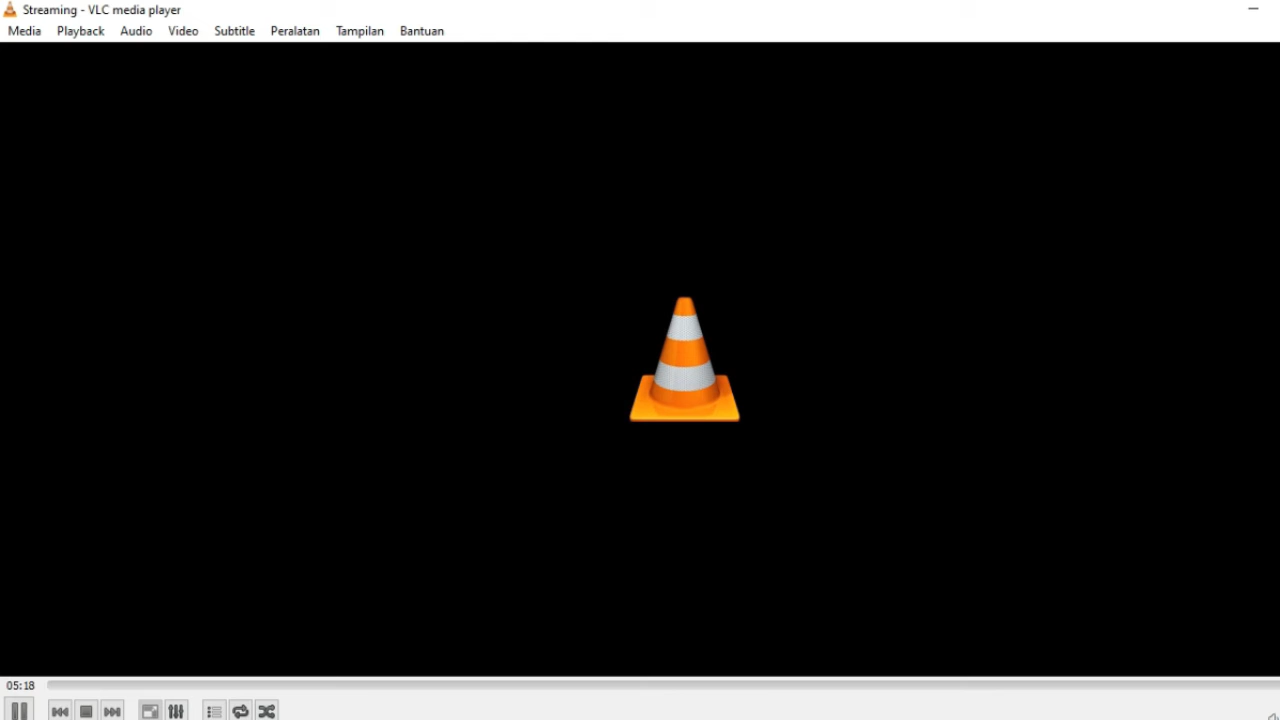 Streaming - VLC media player
Media Playback Audio Video Subtitle Peralatan Tampilan Bantuan
05:18